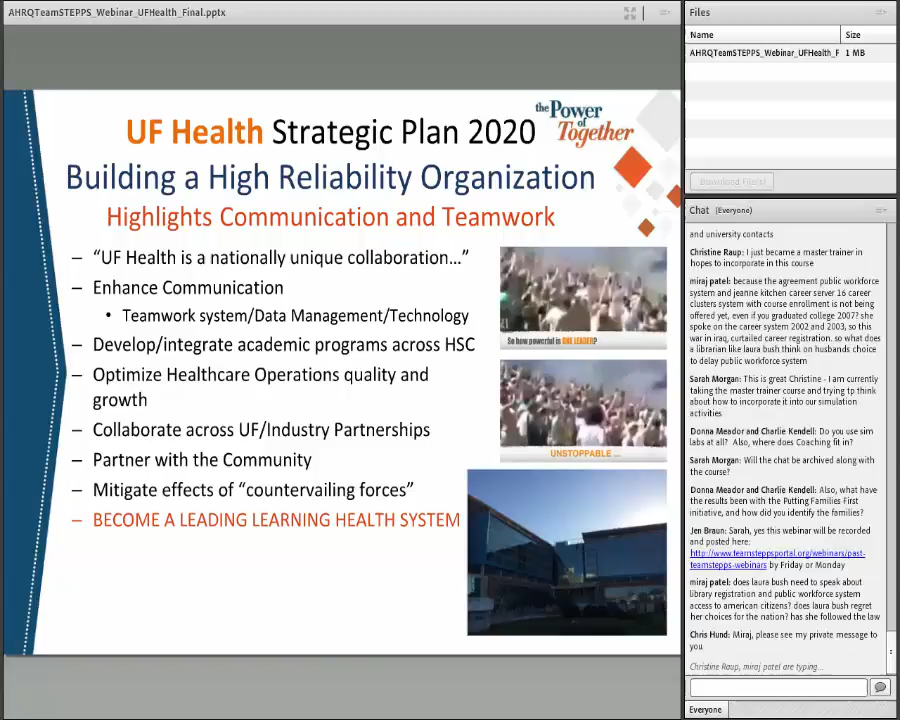 AHRQTeamSTEPPS_Webinar_UFHealth_Final.pptx
the Power
of
Together
UF Health Strategic Plan 2020
Building a High Reliability Organization
Highlights Communication and Teamwork
– “UF Health is a nationally unique collaboration…”
– Enhance Communication
• Teamwork system/Data Management/Technology
– Develop/integrate academic programs across HSC
– Optimize Healthcare Operations quality and
growth
– Collaborate across UF/Industry Partnerships
– Partner with the Community
– Mitigate effects of “countervailing forces”
– BECOME A LEADING LEARNING HEALTH SYSTEM
So how powerful is ONE LEADER?
UNSTOPPABLE ...
Files
Name Size
AHRQTeamSTEPPS_Webinar_UFHealth_F 1 MB
Download File(s)
Chat (Everyone)
and university contacts
Christine Raup: I just became a master trainer in
hopes to incorporate in this course
miraj patel: because the agreement public workforce
system and jeanne kitchen career server 16 career
clusters system with course enrollment is not being
offered yet, even if you graduated college 2007? she
spoke on the career system 2002 and 2003, so this
war in iraq, curtailed career registration. so what does
a librarian like laura bush think on husbands choice
to delay public workforce system
Sarah Morgan: This is great Christine - I am currently
taking the master trainer course and trying tp think
about how to incorporate it into our simulation
activities
Donna Meador and Charlie Kendell: Do you use sim
labs at all? Also, where does Coaching fit in?
Sarah Morgan: Will the chat be archived along with
the course?
Donna Meador and Charlie Kendell: Also, what have
the results been with the Putting Families First
initiative, and how did you identify the families?
Jen Braun: Sarah, yes this webinar will be recorded
and posted here:
http://www.teamsteppsportal.org/webinars/past-
teamstepps-webinars by Friday or Monday
miraj patel: does laura bush need to speak about
library registration and public workforce system
access to american citizens? does laura bush regret
her choices for the nation? has she followed the law
Chris Hund: Miraj, please see my private message to
you
Christine Raup, miraj patel are typing...
Everyone